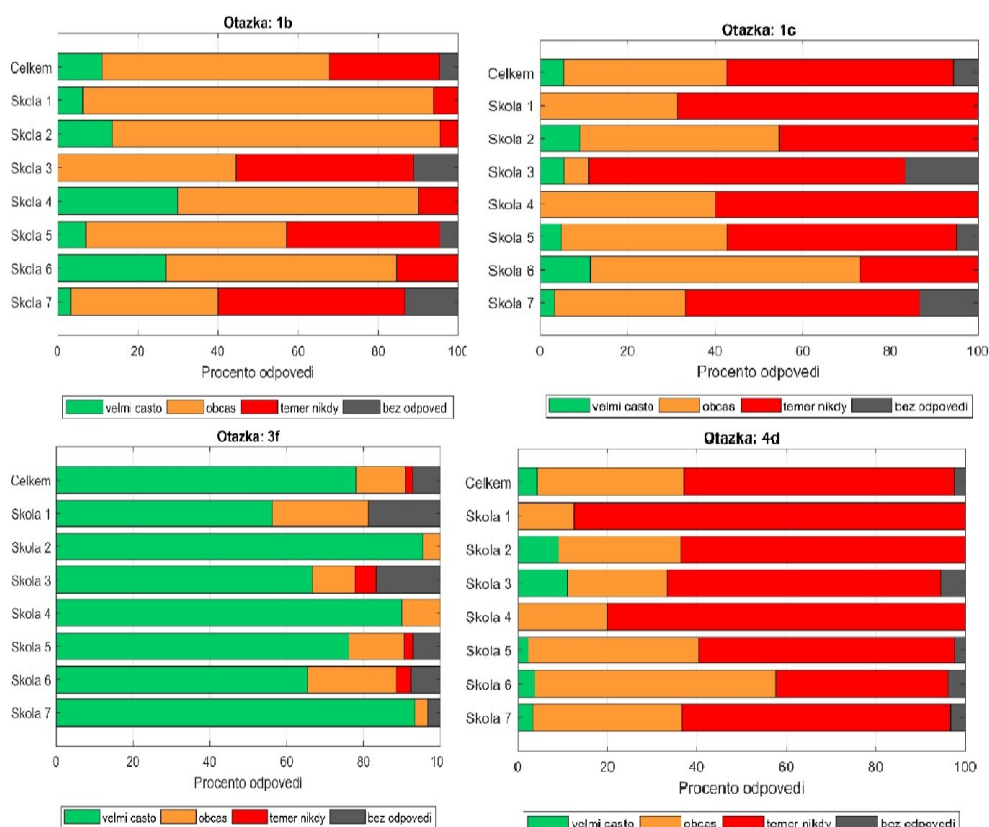 Otazka: 1b
Celkem
Skola 1
Skola 2
Skola 3
Skola 4
Skola 5
Skola 6
Skola 7
0 20 40 60 80 100
Procento odpovedi
velmi casto obcas temer nikdy bez odpoved
Otazka: 1c
Celkem
Skola 1
Skola 2
Skola 3
Skola 4
Skola 5
Skola 6
Skola 7
0 20 40 60 80 100
Procento odpovedi
velmi casto obcas temer nikdy bez odpovedi
Otazka: 3f
Celkem
Skola 1
Skola 2
Skola 3
Skola 4
Skola 5
Skola 6
Skola 7
0 20 40 60 80 10
Procento odpovedi
velmi casto obcas temer nikdy bez odpovedi
Otazka: 4d
Celkem
Skola 1
Skola 2
Skola 3
Skola 4
Skola 5
Skola 6
Skola 7
0 20 40 60 80 100
Procento odpovedi
velmi casto obcas temer nikdy bez odpovedi